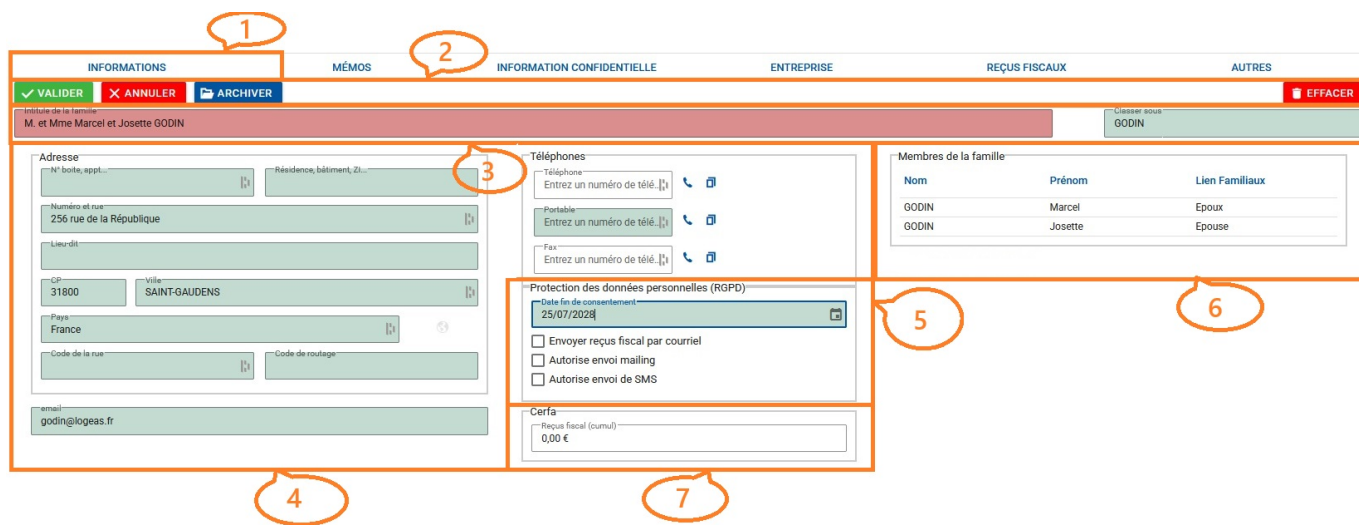 1
2
INFORMATIONS MÉMOS INFORMATION CONFIDENTIELLE ENTREPRISE REÇUS FISCAUX AUTRES
VALIDER ANNULER ARCHIVER EFFACER
Intitulé de la famille Classer sous
M. et Mme Marcel et Josette GODIN GODIN
3
Adresse
N° boite, appt... Résidence, bâtiment, ZI...
Numéro et rue
256 rue de la République
Lieu-dit
CP Ville
31800 SAINT-GAUDENS
Pays
France
Code de la rue Code de routage
email
godin@logeas.fr
4
Téléphones
Téléphone
Entrez un numéro de télé..
Portable
Entrez un numéro de télé..
Fax
Entrez un numéro de télé..
Protection des données personnelles (RGPD)
Date fin de consentement
25/07/2028
Envoyer reçus fiscal par courriel
Autorise envoi mailing
Autorise envoi de SMS
5
Cerfa
Reçus fiscal (cumul)
0,00 €
7
Membres de la famille
Nom Prénom Lien Familiaux
GODIN Marcel Epoux
GODIN Josette Epouse
6